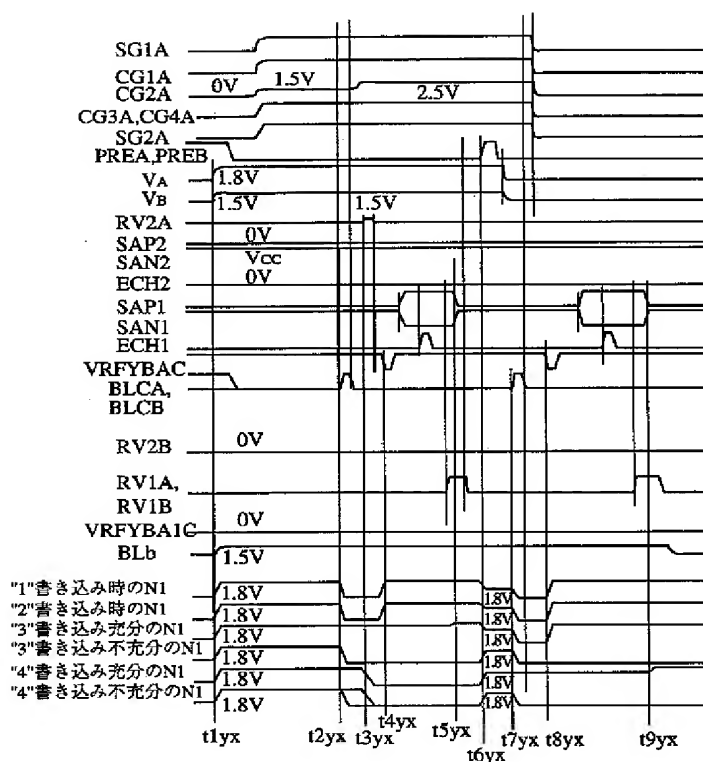 SG1A
CG1A
0V 1.5V
CG2A
2.5V
CG3A,CG4A
SG2A
PREA,PREB
VA
1.8V
VB
1.5V 1.5V
RV2A
0V
SAP2
SAN2
Vcc
0V
ECH2
SAP1
SAN1
ECH1
VRFYBAC
BLCA,
BLCB
0V
RV2B
RV1A,
RV1B
0V
VRFYBA1C
BLb
1.5V
"1"書き込み時のN1
1.8V 1.8V
"2"書き込み時のN1
1.8V 1.8V
"3"書き込み充分のN1
1.8V 1.8V
"3"書き込み不充分のN1
1.8V 1.8V
"4"書き込み充分のN1
1.8V 1.8V
"4"書き込み不充分のN1
1.8V 1.8V
t1yx t2yx t3yx t4yx t5yx t6yx t7yx t8yx t9yx